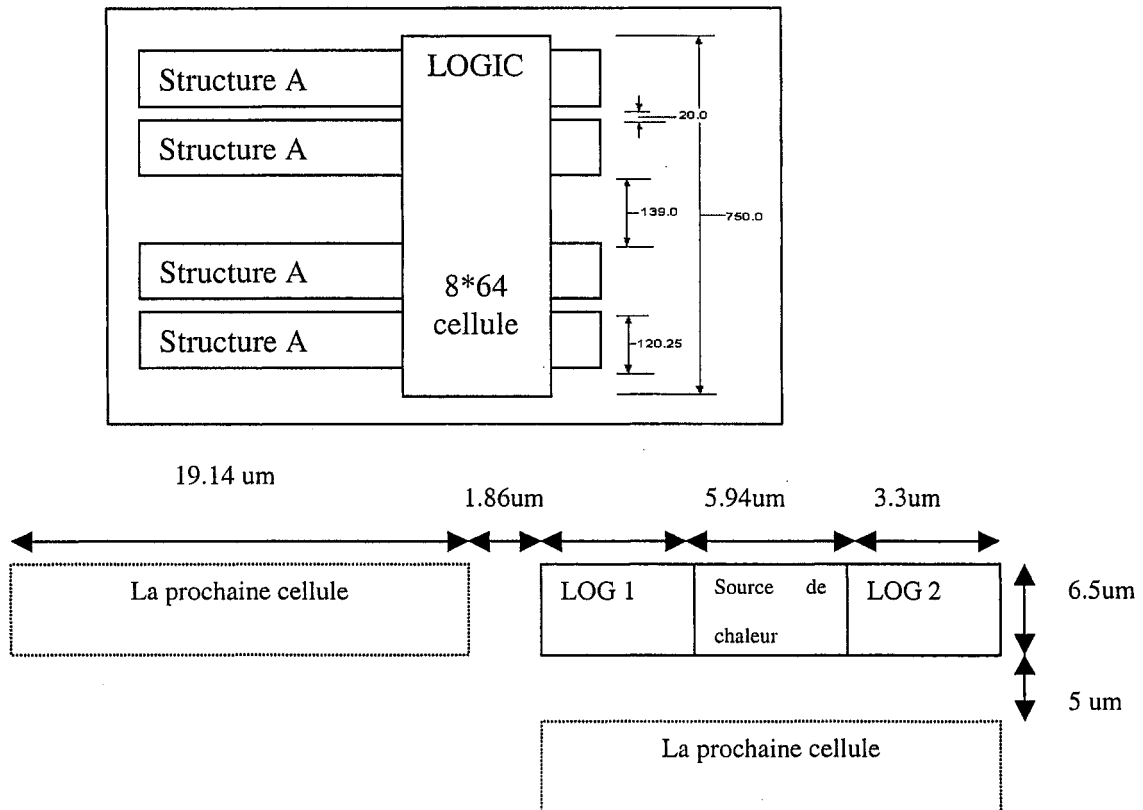 Structure A
LOGIC
20.0
Structure A
139.0
750.0
Structure A
8*64
cellule
Structure A
120.25
19.14 um
1.86um
5.94um
3.3um
La prochaine cellule
LOG 1
Source de
chaleur
LOG 2
6.5um
5 um
La prochaine cellule